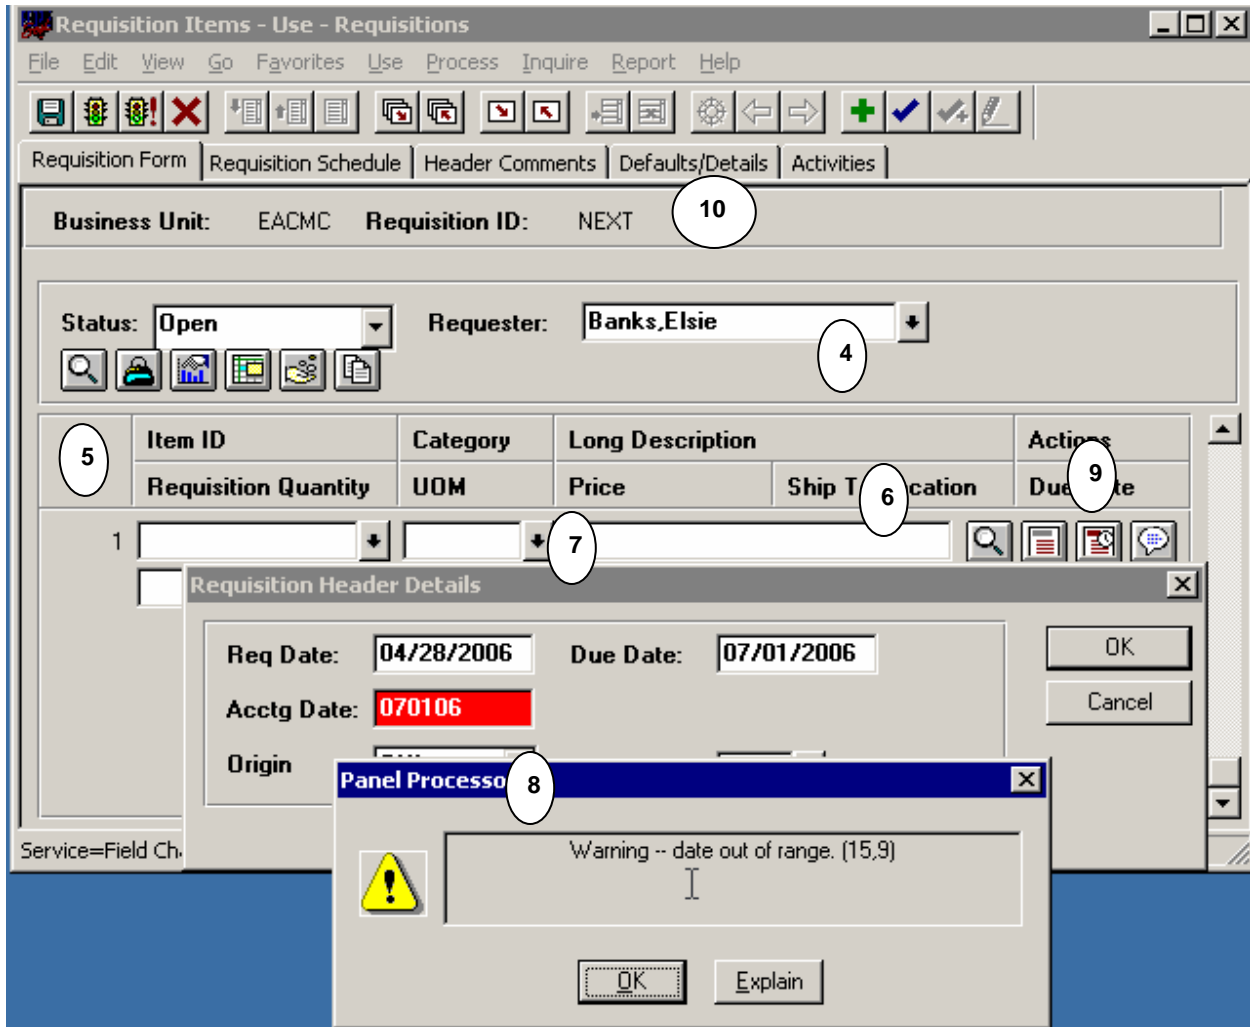 Requisition Items - Use - Requisitions
File Edit View Go Favorites Use Process Inquire Report Help
Requisition Form Requisition Schedule Header Comments Defaults/Details Activities
Business Unit: EACMC Requisition ID: NEXT 10
Status: Open Requester: Banks,Elsie
4
5 Item ID Category Long Description Actions
Requisition Quantity UOM Price Ship 6 Due 9
1 7
Requisition Header Details
Req Date: 04/28/2006 Due Date: 07/01/2006 OK
Acctg Date: 070106 Cancel
Origin
Panel Processo 8
Service=Field Ch
Warning -- date out of range. (15,9)
OK Explain